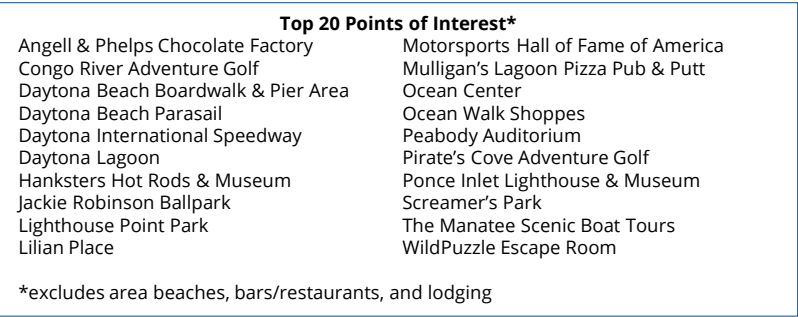 Top 20 Points of Interest*
Angell & Phelps Chocolate Factory
Congo River Adventure Golf
Daytona Beach Boardwalk & Pier Area
Daytona Beach Parasail
Daytona International Speedway
Daytona Lagoon
Hanksters Hot Rods & Museum
Jackie Robinson Ballpark
Lighthouse Point Park
Lilian Place
Motorsports Hall of Fame of America
Mulligan's Lagoon Pizza Pub & Putt
Ocean Center
Ocean Walk Shoppes
Peabody Auditorium
Pirate's Cove Adventure Golf
Ponce Inlet Lighthouse & Museum
Screamer's Park
The Manatee Scenic Boat Tours
WildPuzzle Escape Room
*excludes area beaches, bars/restaurants, and lodging